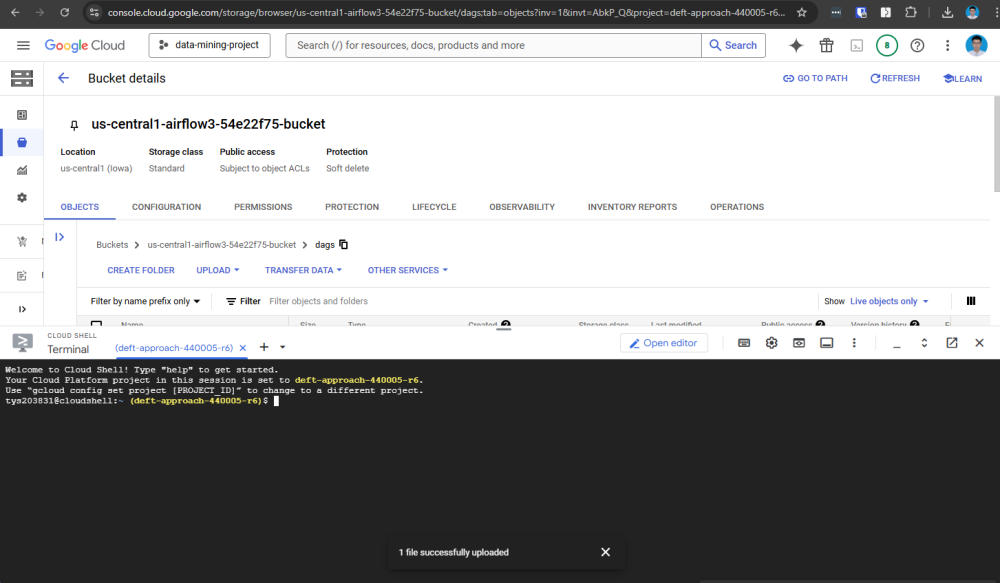 console.cloud.google.com/storage/browser/us-central1-airflow3-54e22f75-bucket/dags;tab=objects?inv=1&invt=AbkP_Q&project=deft-approach-440005-r6...
Google Cloud
data-mining-project
Search (/) for resources, docs, products and more
Search
8
Bucket details
GO TO PATH
REFRESH
LEARN
us-central1-airflow3-54e22f75-bucket
Location Storage class Public access Protection
us-central1 (Iowa) Standard Subject to object ACLs Soft delete
OBJECTS CONFIGURATION PERMISSIONS PROTECTION LIFECYCLE OBSERVABILITY INVENTORY REPORTS OPERATIONS
Buckets > us-central1-airflow3-54e22f75-bucket > dags
CREATE FOLDER UPLOAD TRANSFER DATA OTHER SERVICES
Filter by name prefix only Filter Filter objects and folders Show Live objects only
Name Size Type Created Storage class Last modified Public access Version history
CLOUD SHELL
Terminal (deft-approach-440005-r6) Open editor
Welcome to Cloud Shell! Type "help" to get started.
Your Cloud Platform project in this session is set to deft-approach-440005-r6.
Use “gcloud config set project [PROJECT_ID]” to change to a different project.
tys203831@cloudshell:~ (deft-approach-440005-r6)$
1 file successfully uploaded